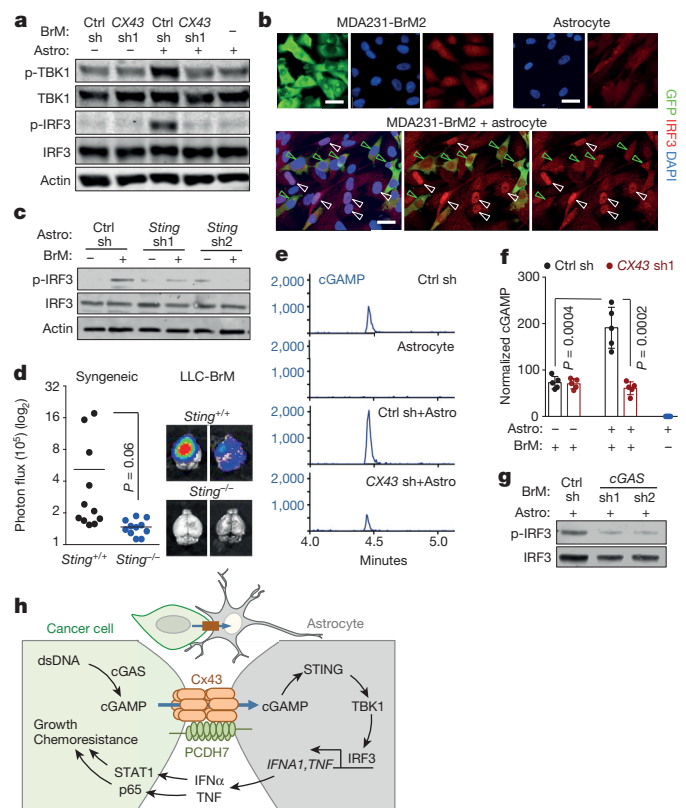 a
BrM: Ctrl sh CX43 sh1 Ctrl sh CX43 sh1 –
Astro: – – + + +
p-TBK1
TBK1
p-IRF3
IRF3
Actin
b
MDA231-BrM2
Astrocyte
MDA231-BrM2 + astrocyte
GFP IRF3 DAPI
c
Astro: Ctrl sh Sting sh1 Sting sh2
BrM: – + – + – +
p-IRF3
IRF3
Actin
d
Syngeneic
LLC-BrM
Photon flux (10⁵) (log₂)
16
8
4
2
1
P = 0.06
Sting+/+
Sting–/–
Sting+/+
Sting–/–
e
cGAMP
2,000
1,000
Ctrl sh
2,000
1,000
Astrocyte
2,000
1,000
Ctrl sh+Astro
2,000
1,000
CX43 sh+Astro
4.0 4.5 5.0
Minutes
f
Ctrl sh CX43 sh1
Normalized cGAMP
300
200
100
0
P = 0.0004
P = 0.0002
Astro: – – + + +
BrM: + + + + –
g
BrM: Ctrl sh cGAS sh1 sh2
Astro: + + +
p-IRF3
IRF3
h
Cancer cell
Astrocyte
dsDNA
cGAS
cGAMP
Cx43
PCDH7
cGAMP
STING
TBK1
IRF3
IFNA1,TNF
IFNα
TNF
STAT1
p65
Growth
Chemoresistance